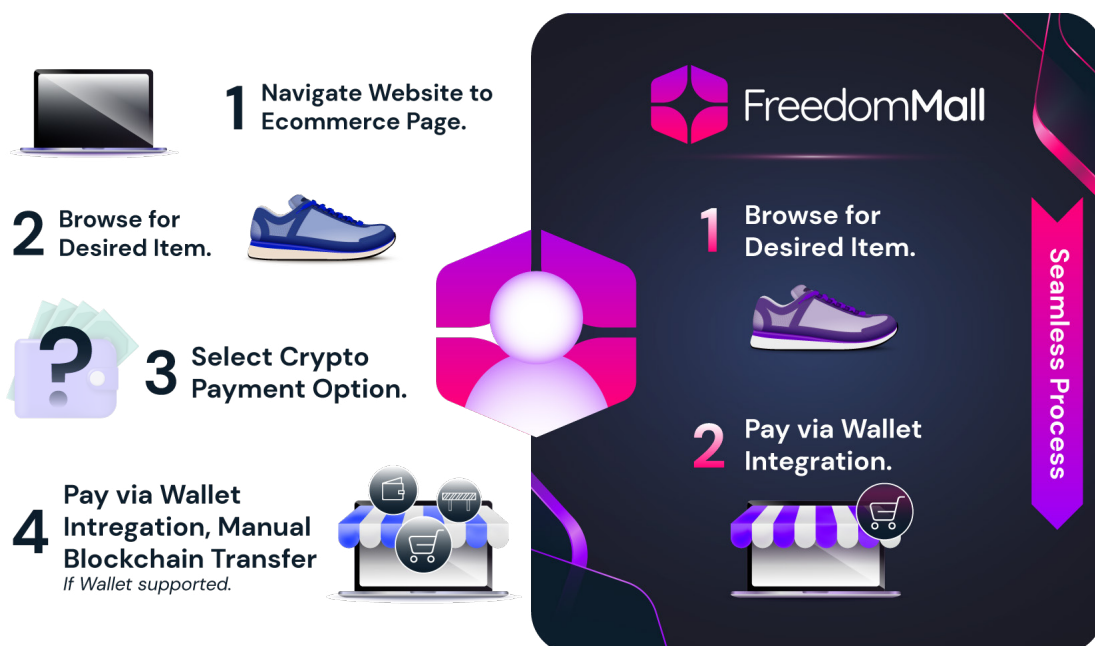 1 Navigate Website to
Ecommerce Page.
2 Browse for
Desired Item.
?
3 Select Crypto
Payment Option.
4 Pay via Wallet
Intregation, Manual
Blockchain Transfer
If Wallet supported.
FreedomMall
1 Browse for
Desired Item.
2 Pay via Wallet
Integration.
Seamless Process